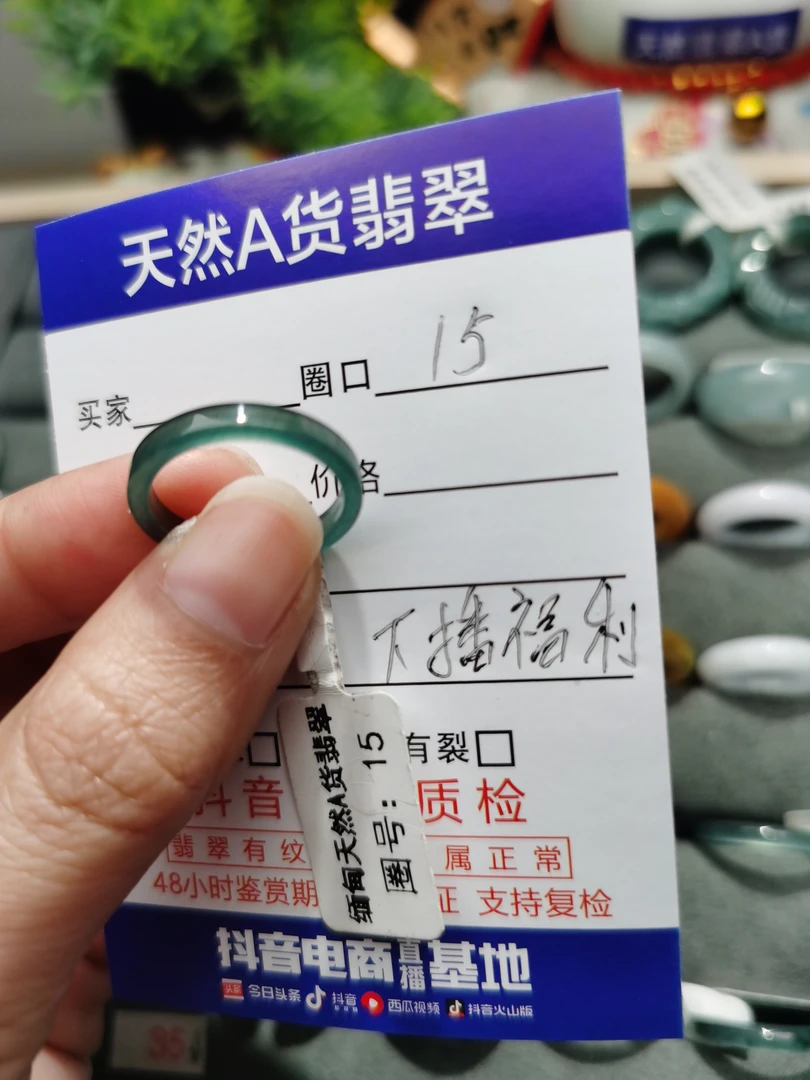 天然A货翡翠
圈口 15
买家
价格
下播福利
有裂
抖音 质检
翡翠有纹 属正常
48小时鉴赏期 证 支持复检
抖音电商直播基地
头条 今日头条 抖音 西瓜视频 抖音火山版
缅甸天然A货翡翠
圈号：15